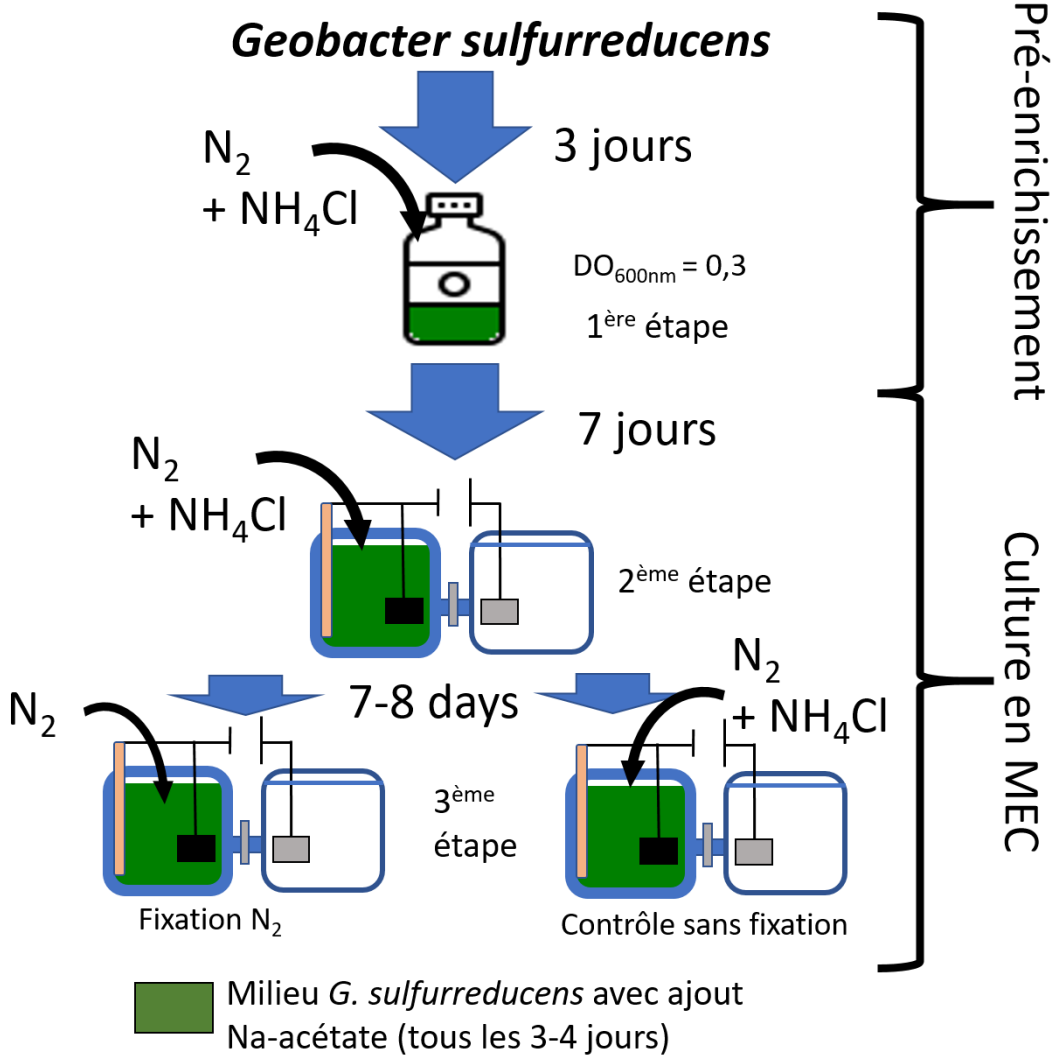 Geobacter sulfurreducens
3 jours
N₂
+ NH₄Cl
DO₆₀₀ₙₘ = 0,3
1ère étape
Pré-enrichissement
7 jours
N₂
+ NH₄Cl
2ème étape
N₂
+ NH₄Cl
7-8 days
N₂
3ème
étape
Fixation N₂
Contrôle sans fixation
Culture en MEC
Milieu G. sulfurreducens avec ajout
Na-acétate (tous les 3-4 jours)